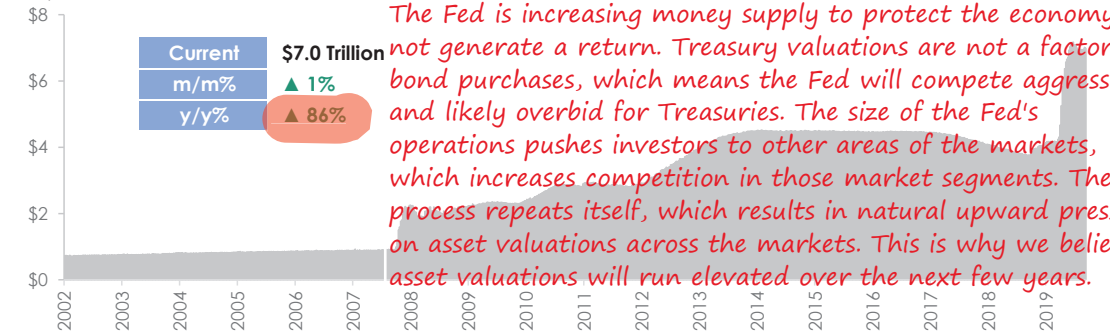 $8
$6
$4
$2
$0
Current $7.0 Trillion
m/m% ▲ 1%
y/y% ▲ 86%
The Fed is increasing money supply to protect the economy
not generate a return. Treasury valuations are not a factor
bond purchases, which means the Fed will compete
and likely overbid for Treasuries. The size of the Fed's
operations pushes investors to other areas of the markets,
which increases competition in those market segments. The
process repeats itself, which results in natural upward
on asset valuations across the markets. This is why we
asset valuations will run elevated over the next few years.
2002 2003 2004 2005 2006 2007 2008 2009 2010 2011 2012 2013 2014 2015 2016 2017 2018 2019